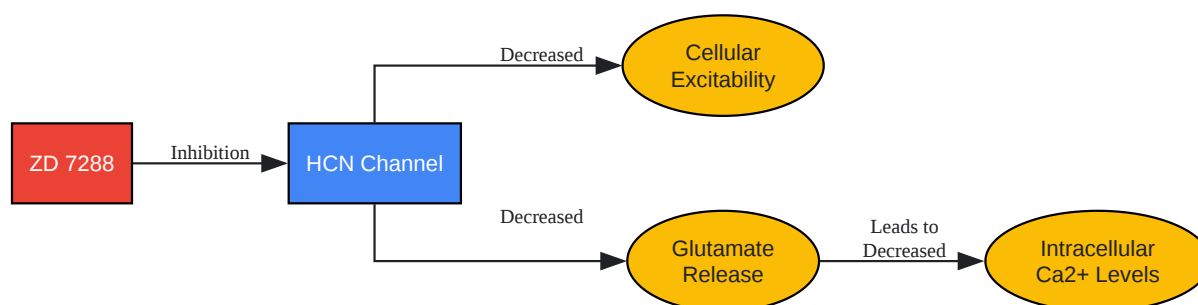 ZD 7288
Inhibition
HCN Channel
Decreased
Cellular
Excitability
Decreased
Glutamate
Release
Leads to
Decreased
Intracellular
Ca2+ Levels